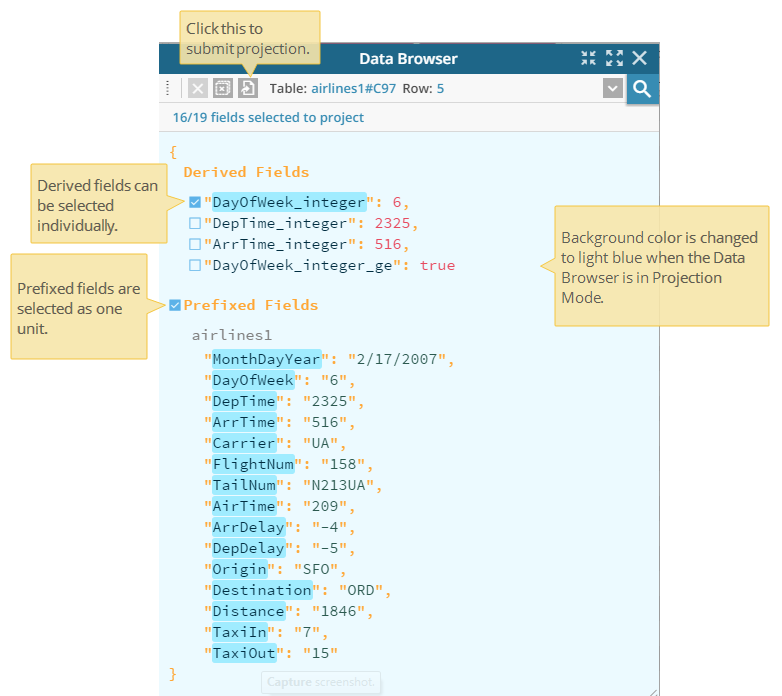 Click this to
submit projection.
Data Browser
Table: airlines1#C97 Row: 5
16/19 fields selected to project
{
Derived Fields
Derived fields can
be selected
individually.
"DayOfWeek_integer": 6,
"DepTime_integer": 2325,
"ArrTime_integer": 516,
"DayOfWeek_integer_ge": true
Background color is changed
to light blue when the Data
Browser is in Projection
Mode.
Prefixed fields are
selected as one
unit.
Prefixed Fields
airlines1
"MonthDayYear": "2/17/2007",
"DayOfWeek": "6",
"DepTime": "2325",
"ArrTime": "516",
"Carrier": "UA",
"FlightNum": "158",
"TailNum": "N213UA",
"AirTime": "209",
"ArrDelay": "-4",
"DepDelay": "-5",
"Origin": "SFO",
"Destination": "ORD",
"Distance": "1846",
"TaxiIn": "7",
"TaxiOut": "15"
}
Capture screenshot.